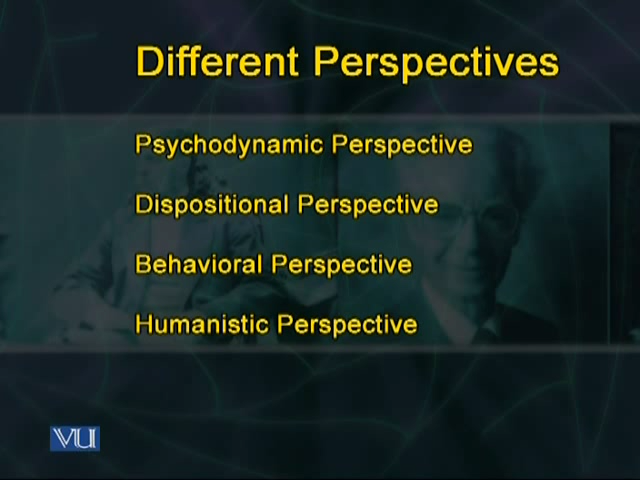 Different Perspectives
Psychodynamic Perspective
Dispositional Perspective
Behavioral Perspective
Humanistic Perspective
VU